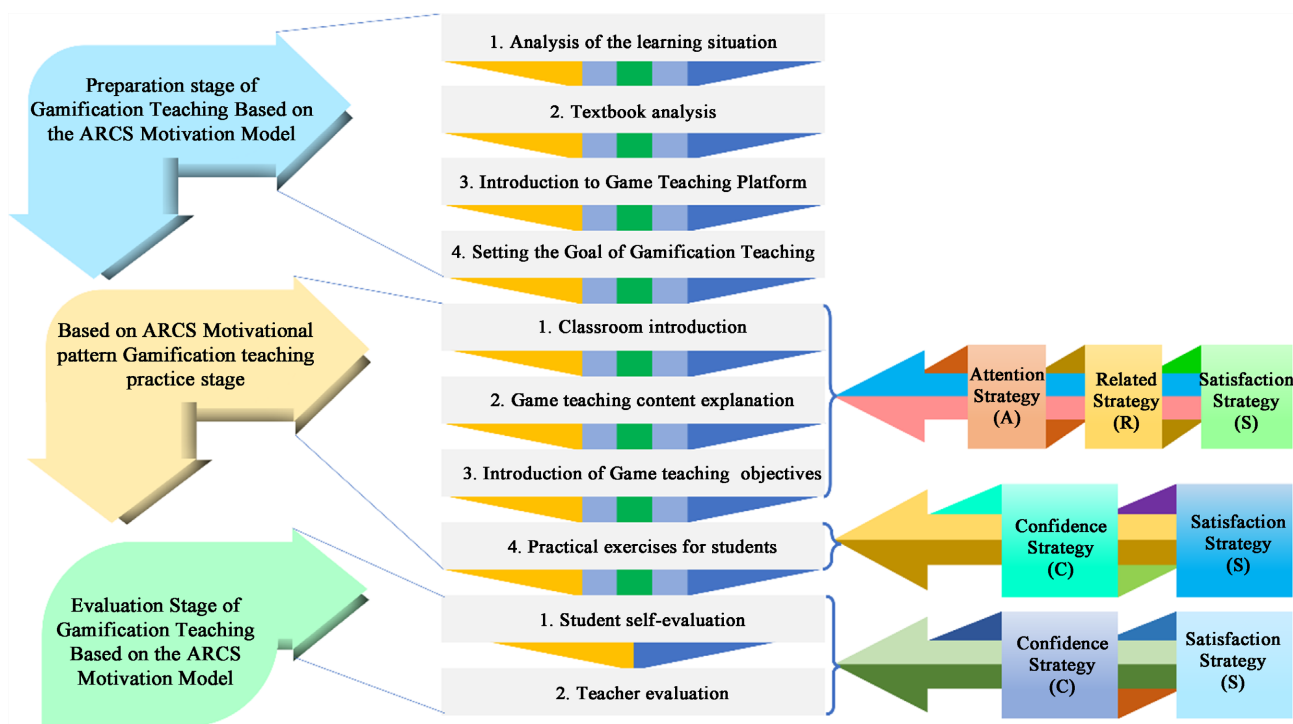 Preparation stage of
Gamification Teaching Based on
the ARCS Motivation Model
1. Analysis of the learning situation
2. Textbook analysis
3. Introduction to Game Teaching Platform
4. Setting the Goal of Gamification Teaching
Based on ARCS Motivational
pattern Gamification teaching
practice stage
1. Classroom introduction
2. Game teaching content explanation
3. Introduction of Game teaching objectives
4. Practical exercises for students
Attention
Strategy
(A)
Related
Strategy
(R)
Satisfaction
Strategy
(S)
Confidence
Strategy
(C)
Satisfaction
Strategy
(S)
Evaluation Stage of
Gamification Teaching
Based on the ARCS
Motivation Model
1. Student self-evaluation
2. Teacher evaluation
Confidence
Strategy
(C)
Satisfaction
Strategy
(S)